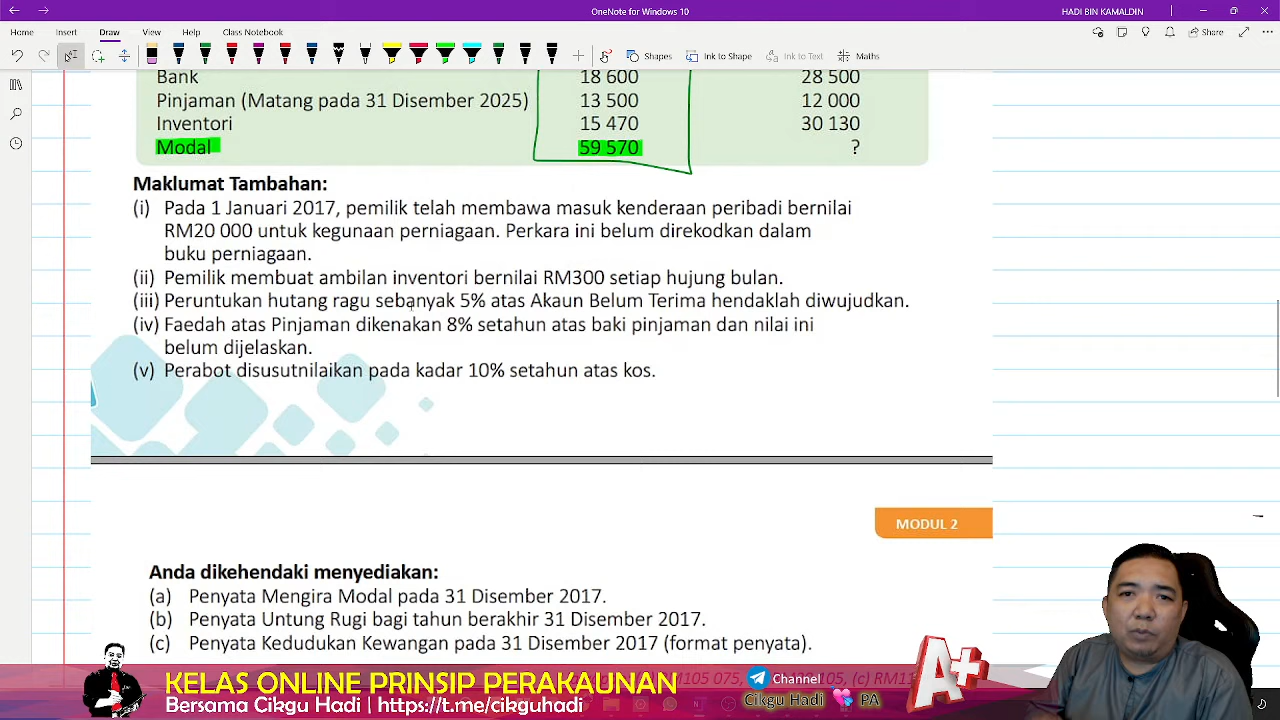 OneNote for Windows 10
HADI BIN KAMALDIN
Home Insert Draw View Help Class Notebook
Share
Shapes Ink to Shape Ink to Text Maths
Bank 18 600 28 500
Pinjaman (Matang pada 31 Disember 2025) 13 500 12 000
Inventori 15 470 30 130
Modal 59 570 ?
Maklumat Tambahan:
(i) Pada 1 Januari 2017, pemilik telah membawa masuk kenderaan peribadi bernilai
RM20 000 untuk kegunaan perniagaan. Perkara ini belum direkodkan dalam
buku perniagaan.
(ii) Pemilik membuat ambilan inventori bernilai RM300 setiap hujung bulan.
(iii) Peruntukan hutang ragu sebanyak 5% atas Akaun Belum Terima hendaklah diwujudkan.
(iv) Faedah atas Pinjaman dikenakan 8% setahun atas baki pinjaman dan nilai ini
belum dijelaskan.
(v) Perabot disusutnilaikan pada kadar 10% setahun atas kos.
MODUL 2
Anda dikehendaki menyediakan:
(a) Penyata Mengira Modal pada 31 Disember 2017.
(b) Penyata Untung Rugi bagi tahun berakhir 31 Disember 2017.
(c) Penyata Kedudukan Kewangan pada 31 Disember 2017 (format penyata).
KELAS ONLINE PRINSIP PERAKAUNAN
Bersama Cikgu Hadi | https://t.me/cikguhadi
Channel
Cikgu Hadi PA
A+